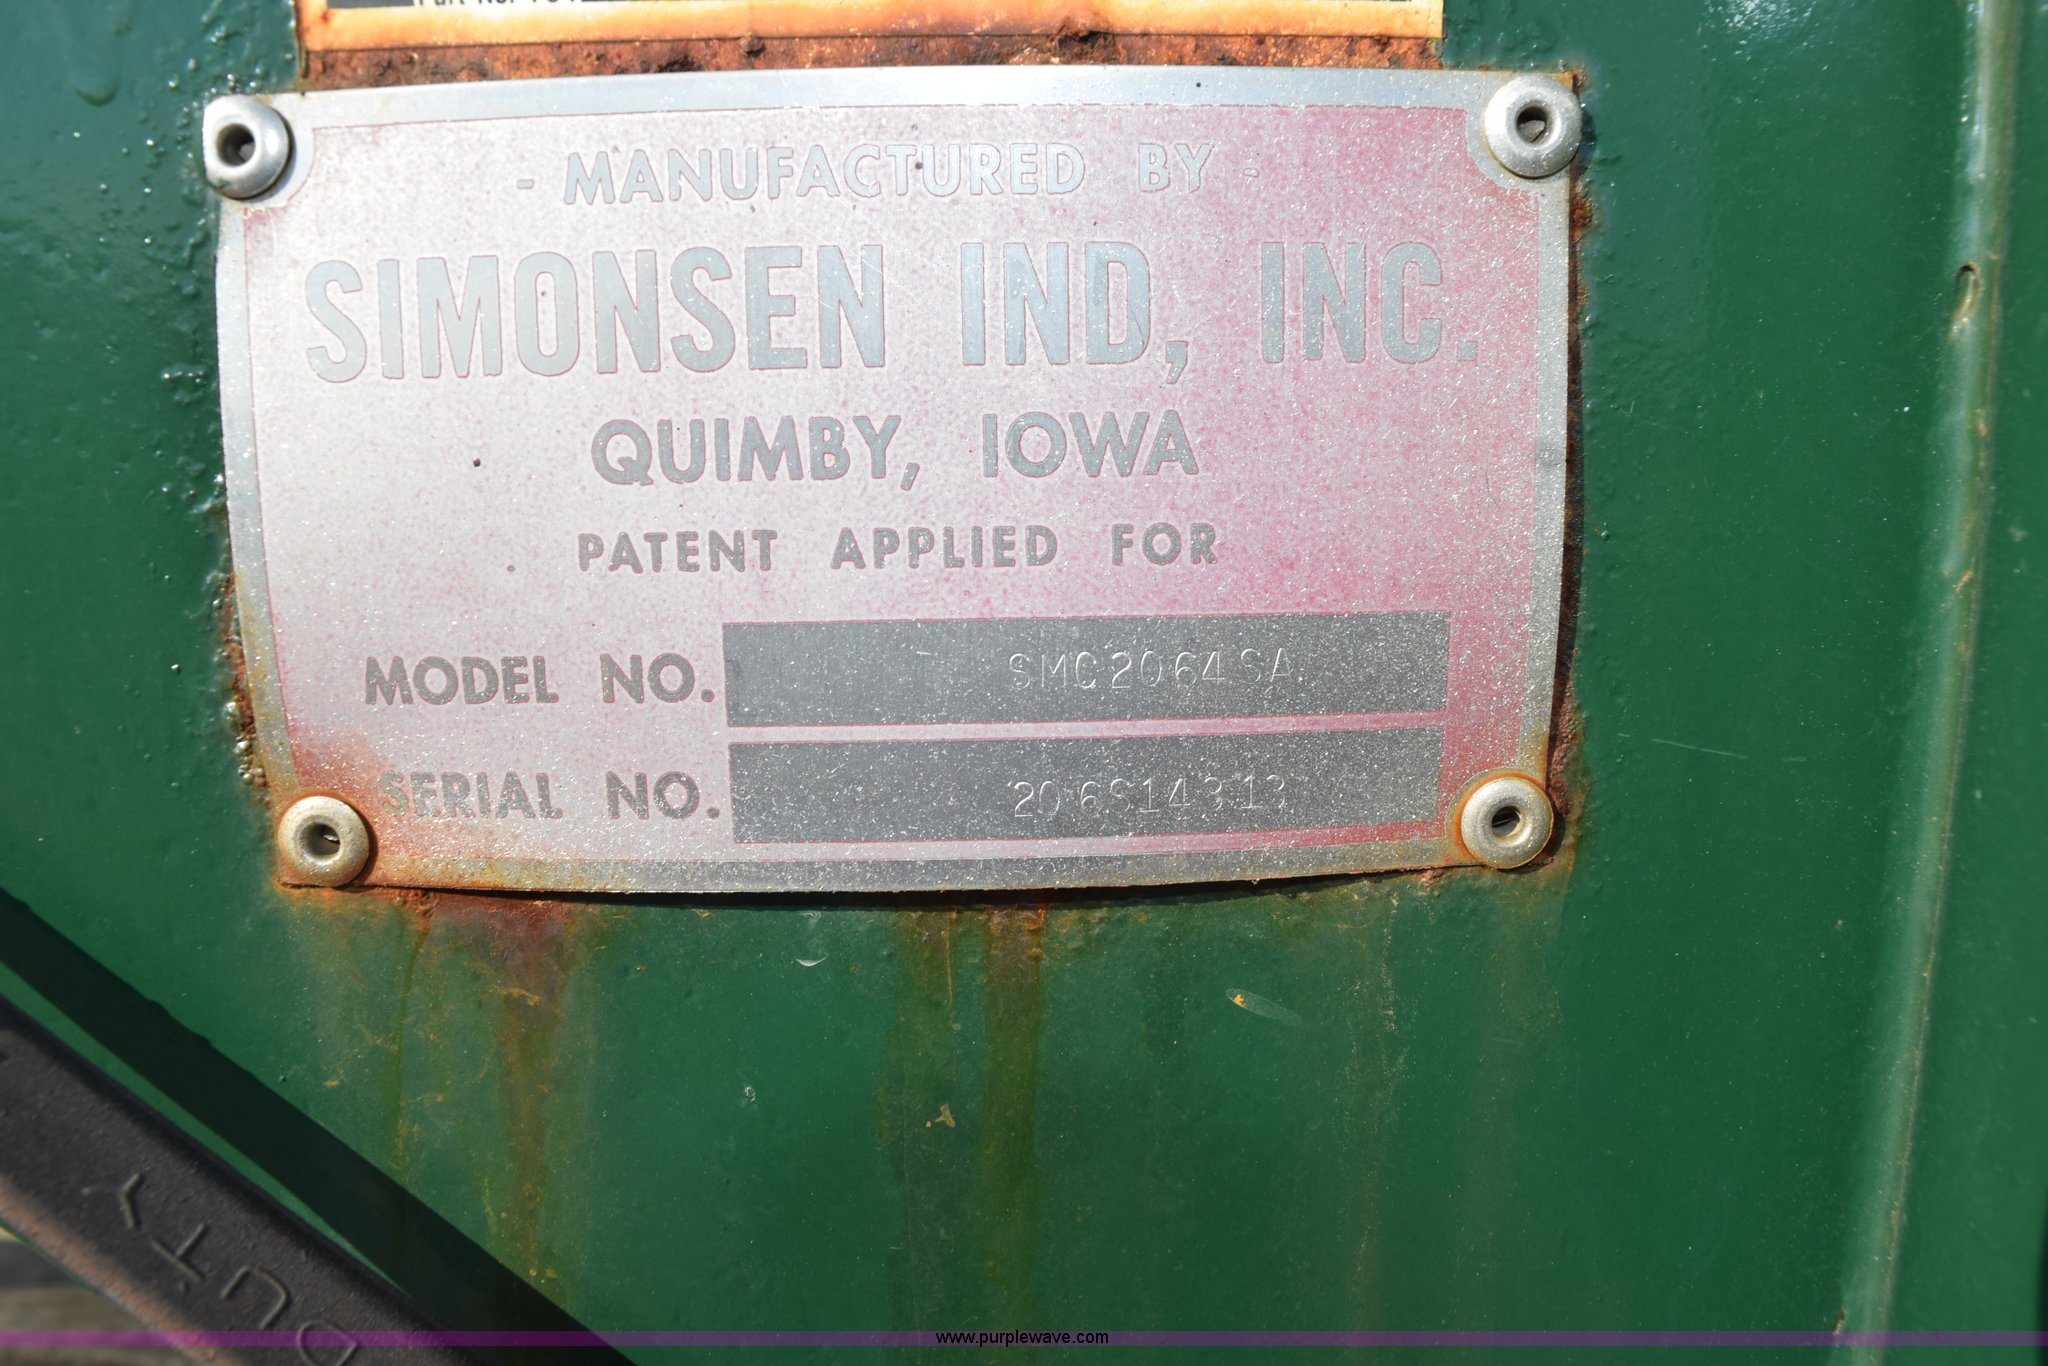 - MANUFACTURED BY -
SIMONSEN IND, INC.
QUIMBY, IOWA
PATENT APPLIED FOR
MODEL NO. SMC2064SA
SERIAL NO. 206S14313
DUTY
www.purplewave.com